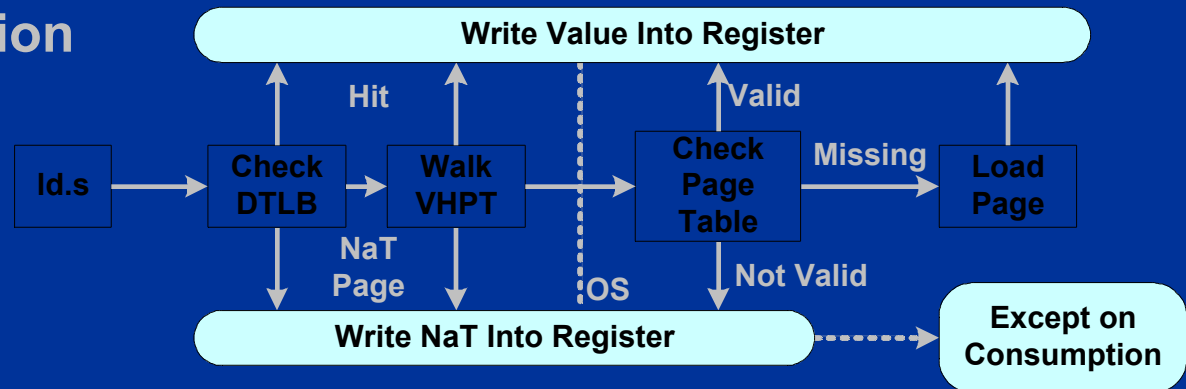 ion
Write Value Into Register
Hit
Valid
ld.s
Check
DTLB
Walk
VHPT
Check
Page
Table
Missing
Load
Page
NaT
Page
OS
Not Valid
Write NaT Into Register
Except on
Consumption